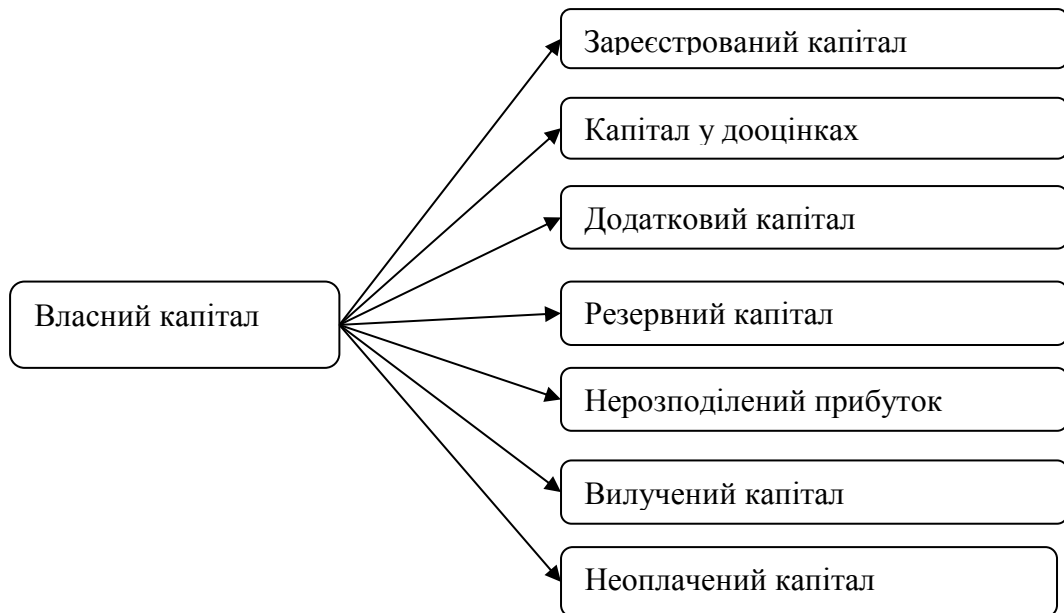 Зареєстрований капітал
Капітал у дооцінках
Додатковий капітал
Власний капітал
Резервний капітал
Нерозподілений прибуток
Вилучений капітал
Неоплачений капітал